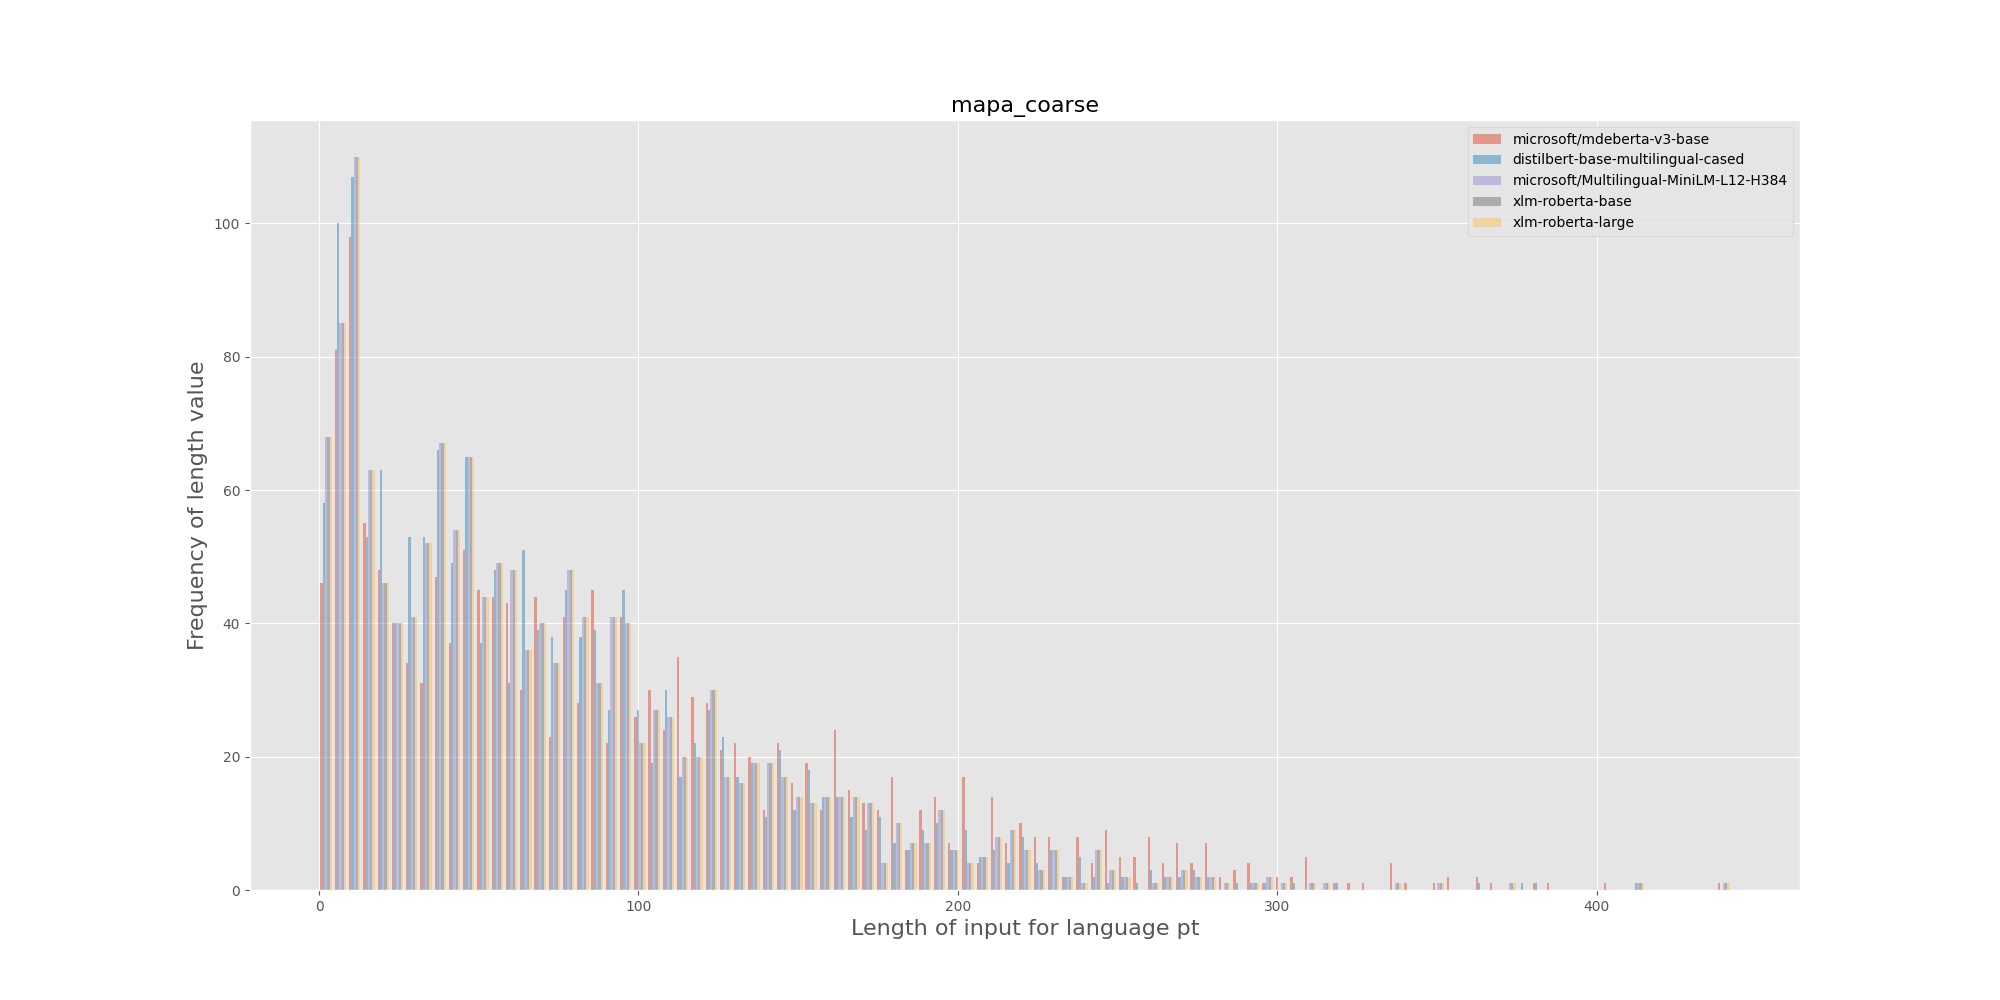 mapa_coarse
microsoft/mdeberta-v3-base
distilbert-base-multilingual-cased
microsoft/Multilingual-MiniLM-L12-H384
xlm-roberta-base
xlm-roberta-large
Frequency of length value
100
80
60
40
20
0
0 100 200 300 400
Length of input for language pt